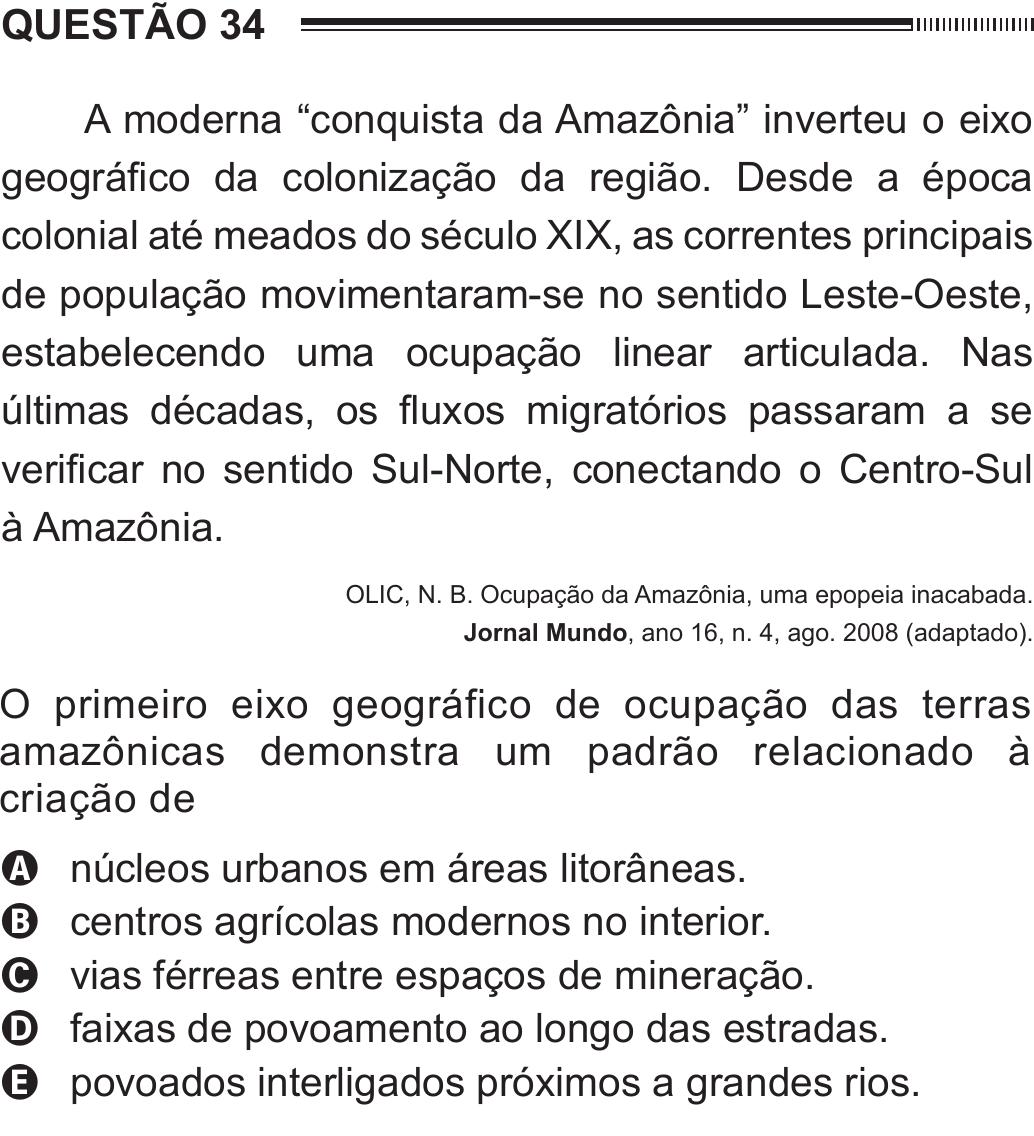 QUESTÃO 34
A moderna “conquista da Amazônia” inverteu o eixo
geográfico da colonização da região. Desde a época
colonial até meados do século XIX, as correntes principais
de população movimentaram-se no sentido Leste-Oeste,
estabelecendo uma ocupação linear articulada. Nas
últimas décadas, os fluxos migratórios passaram a se
verificar no sentido Sul-Norte, conectando o Centro-Sul
à Amazônia.
OLIC, N. B. Ocupação da Amazônia, uma epopeia inacabada.
Jornal Mundo, ano 16, n. 4, ago. 2008 (adaptado).
O primeiro eixo geográfico de ocupação das terras
amazônicas demonstra um padrão relacionado à
criação de
A núcleos urbanos em áreas litorâneas.
B centros agrícolas modernos no interior.
C vias férreas entre espaços de mineração.
D faixas de povoamento ao longo das estradas.
E povoados interligados próximos a grandes rios.